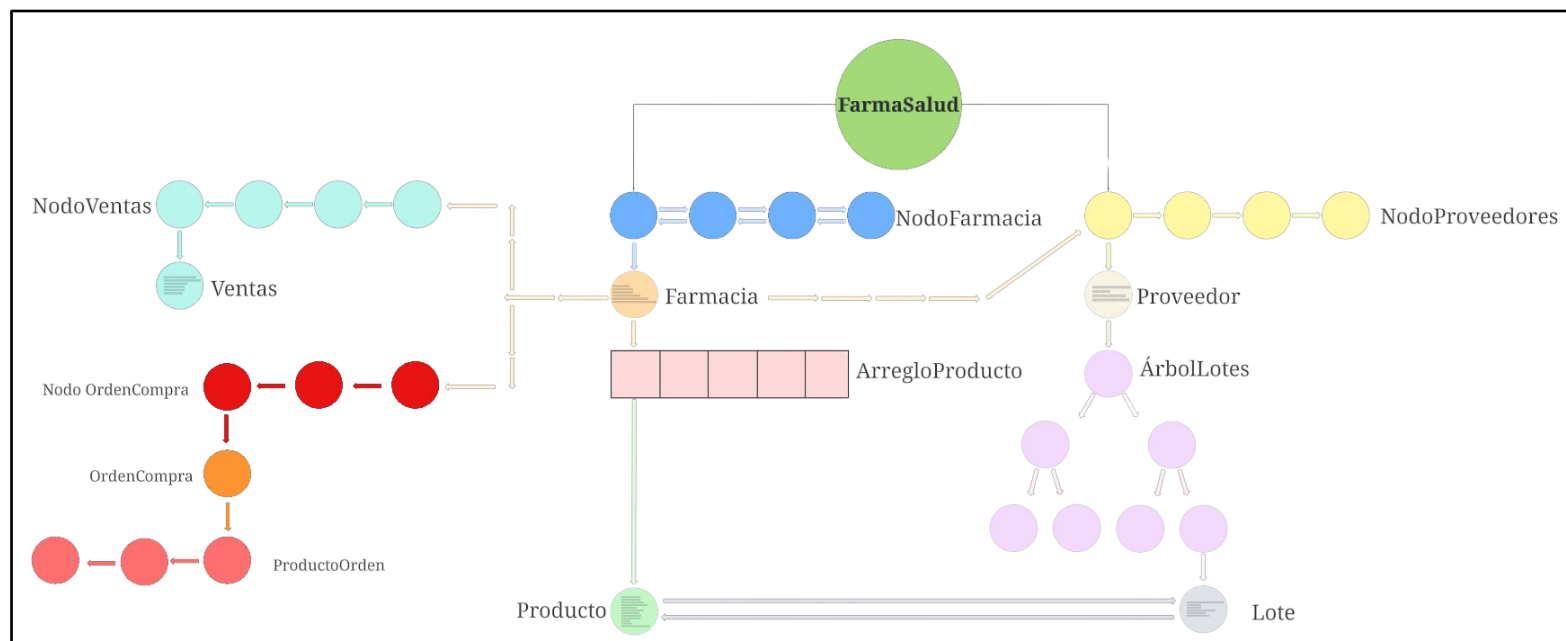 FarmaSalud
NodoVentas
NodoFarmacia
NodoProveedores
Ventas
Farmacia
Proveedor
ArregloProducto
ÁrbolLotes
Nodo OrdenCompra
OrdenCompra
ProductoOrden
Producto
Lote